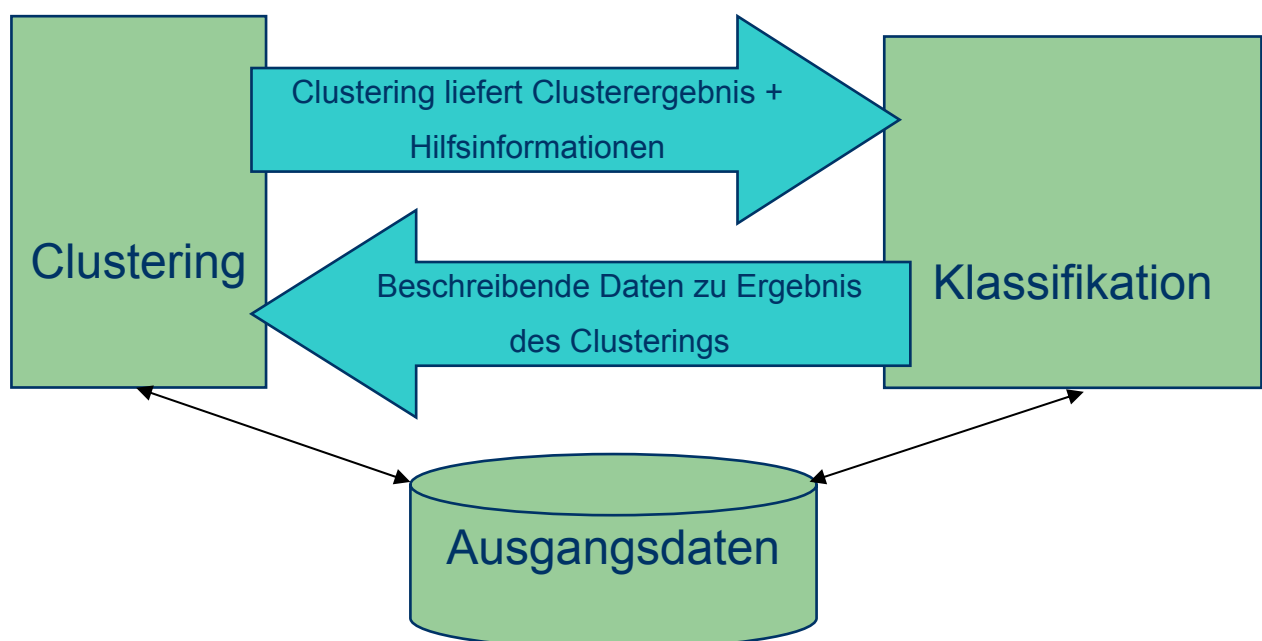 Clustering liefert Clusterergebnis +
Hilfsinformationen
Clustering
Beschreibende Daten zu Ergebnis
des Clusterings
Klassifikation
Ausgangsdaten